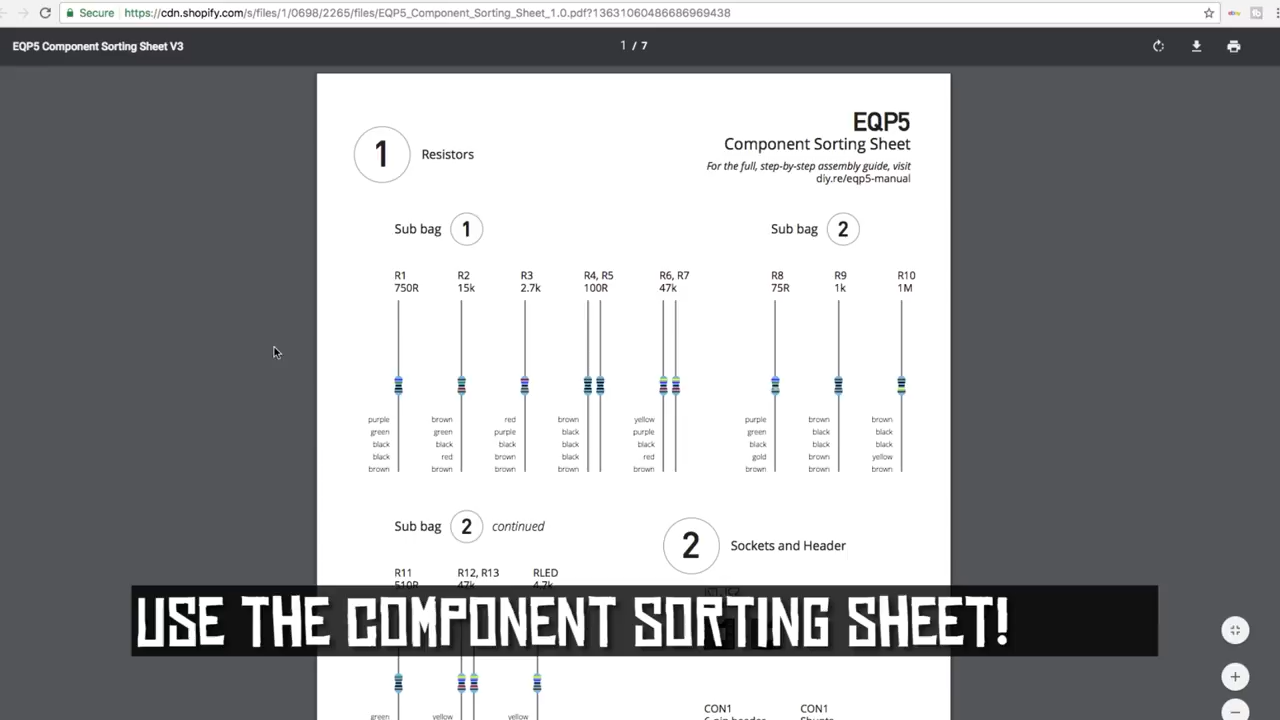 Secure
https://cdn.shopify.com/s/files/1/0698/2265/files/EQP5_Component_Sorting_Sheet_1.0.pdf?13631060486686969438
EQP5 Component Sorting Sheet V3
1 / 7
EQP5
Component Sorting Sheet
For the full, step-by-step assembly guide, visit
diy.re/eqp5-manual
1 Resistors
Sub bag 1
Sub bag 2
R1 R2 R3 R4, R5 R6, R7 R8 R9 R10
750R 15k 2.7k 100R 47k 75R 1k 1M
purple brown red brown yellow purple brown brown
green green purple black purple green black black
black black black black black black black black
black red brown black red gold brown yellow
brown brown brown brown brown brown brown brown
Sub bag 2 continued
2 Sockets and Header
R11 R12, R13 RLED
510R 47k 4.7k
USE THE COMPONENT SORTING SHEET!
CON1 CON1
6 pin header Shunts
green yellow yellow